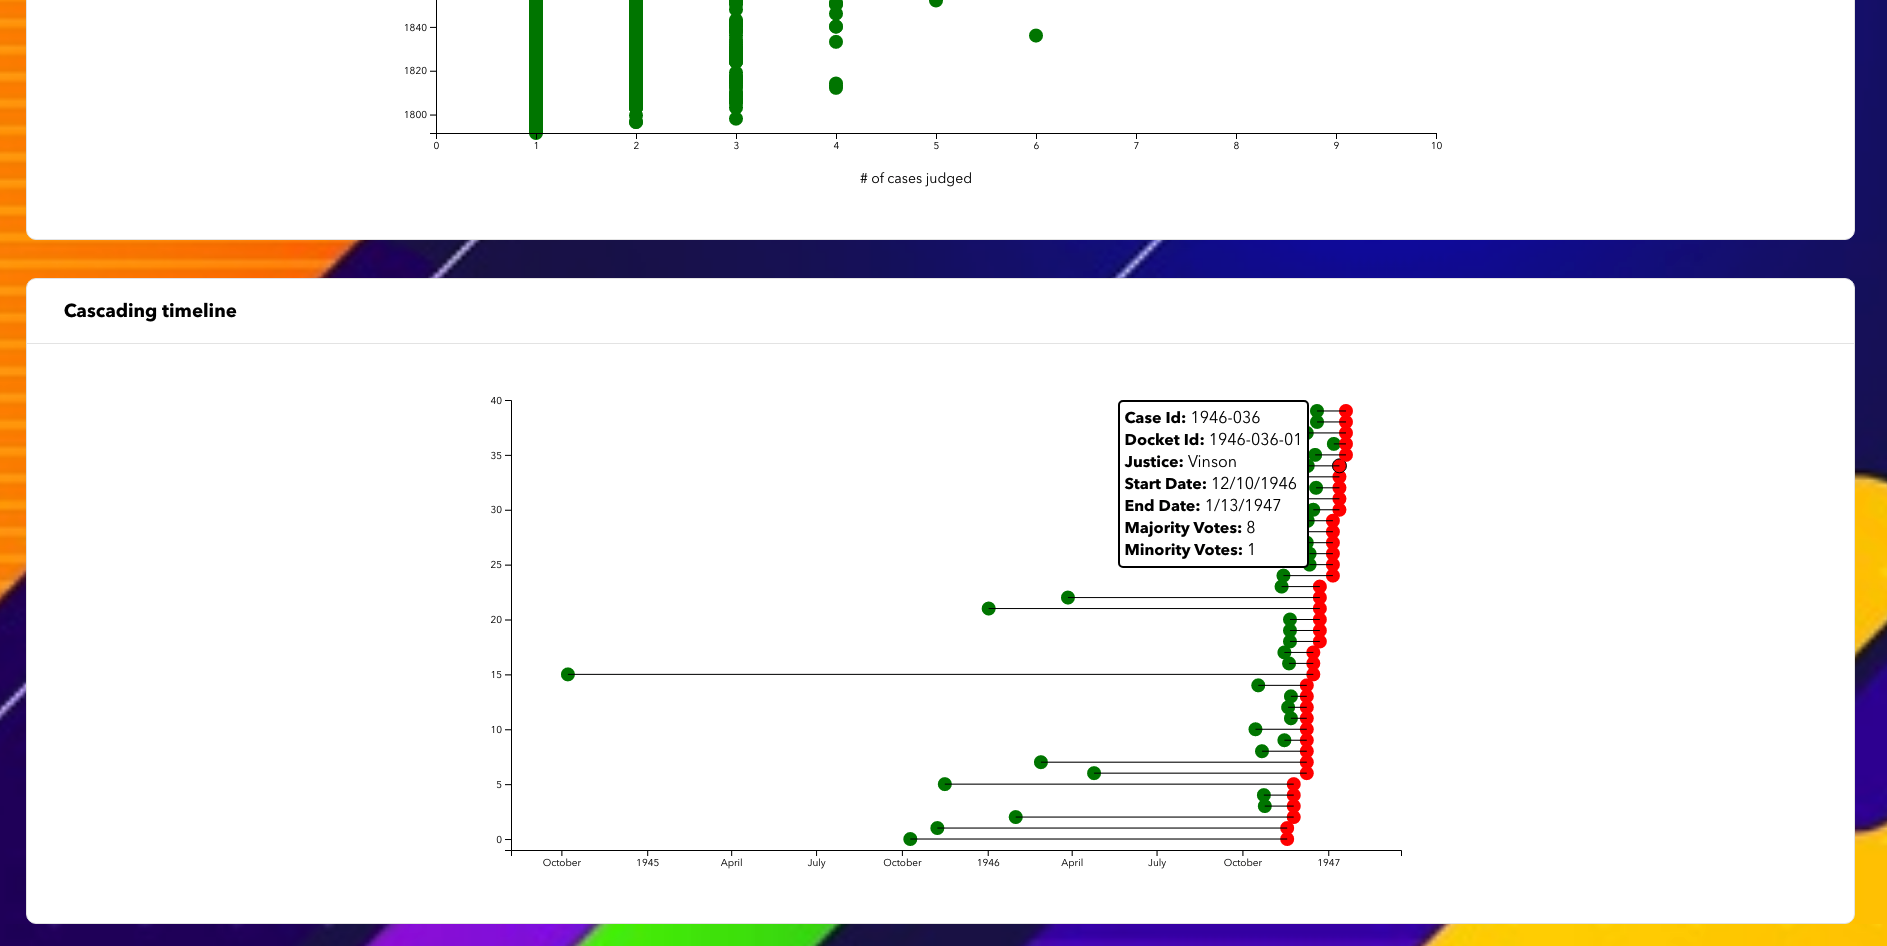 1840
1820
1800
0 1 2 3 4 5 6 7 8 9 10
# of cases judged
Cascading timeline
40
35
30
25
20
15
10
5
0
Case Id: 1946-036
Docket Id: 1946-036-01
Justice: Vinson
Start Date: 12/10/1946
End Date: 1/13/1947
Majority Votes: 8
Minority Votes: 1
October 1945 April July October 1946 April July October 1947